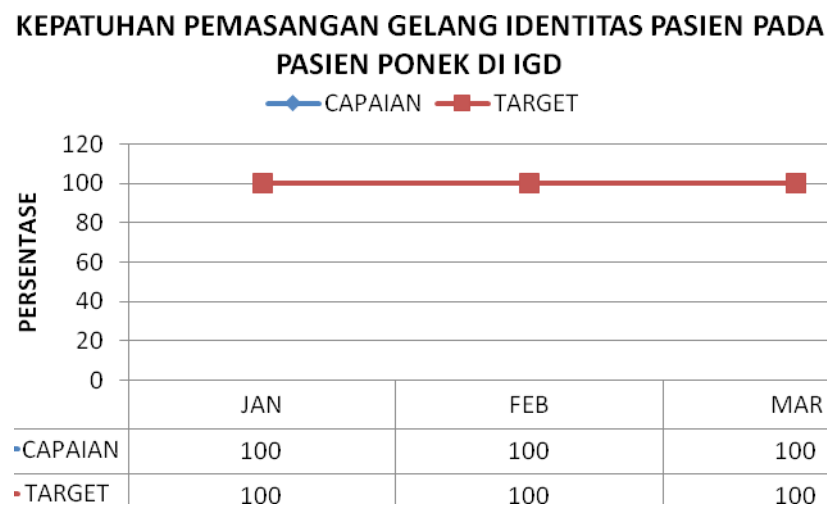 KEPATUHAN PEMASANGAN GELANG IDENTITAS PASIEN PADA
PASIEN PONEK DI IGD
CAPAIAN TARGET
PERSENTASE
120
100
80
60
40
20
0
JAN FEB MAR
CAPAIAN 100 100 100
TARGET 100 100 100